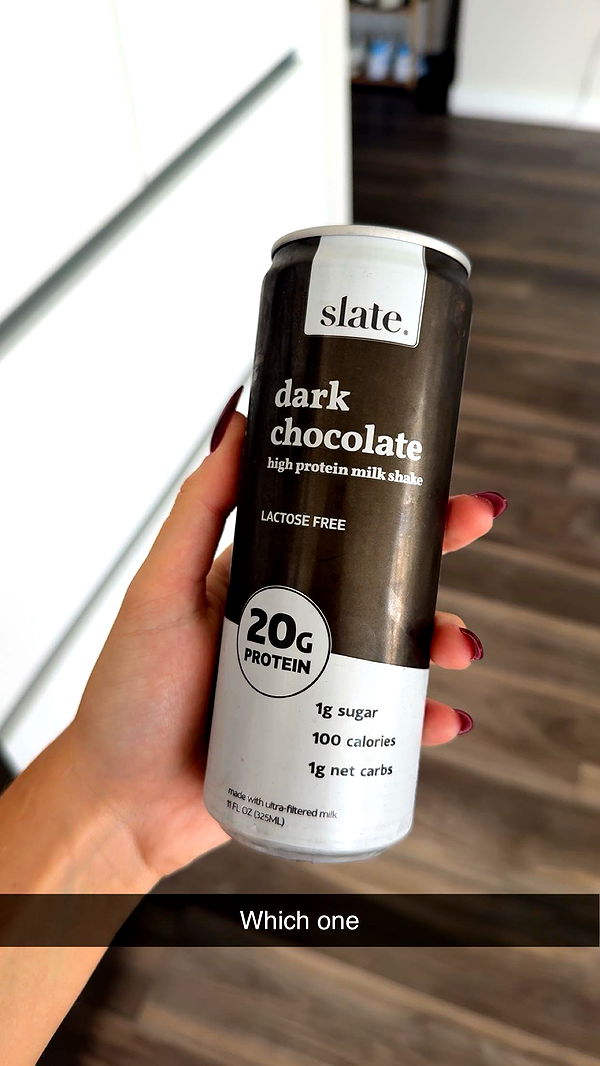 slate®
dark
chocolate
high protein milk shake
LACTOSE FREE
20G
PROTEIN
1g sugar
100 calories
1g net carbs
made with ultra-filtered milk
11 FL OZ (325ML)
Which one